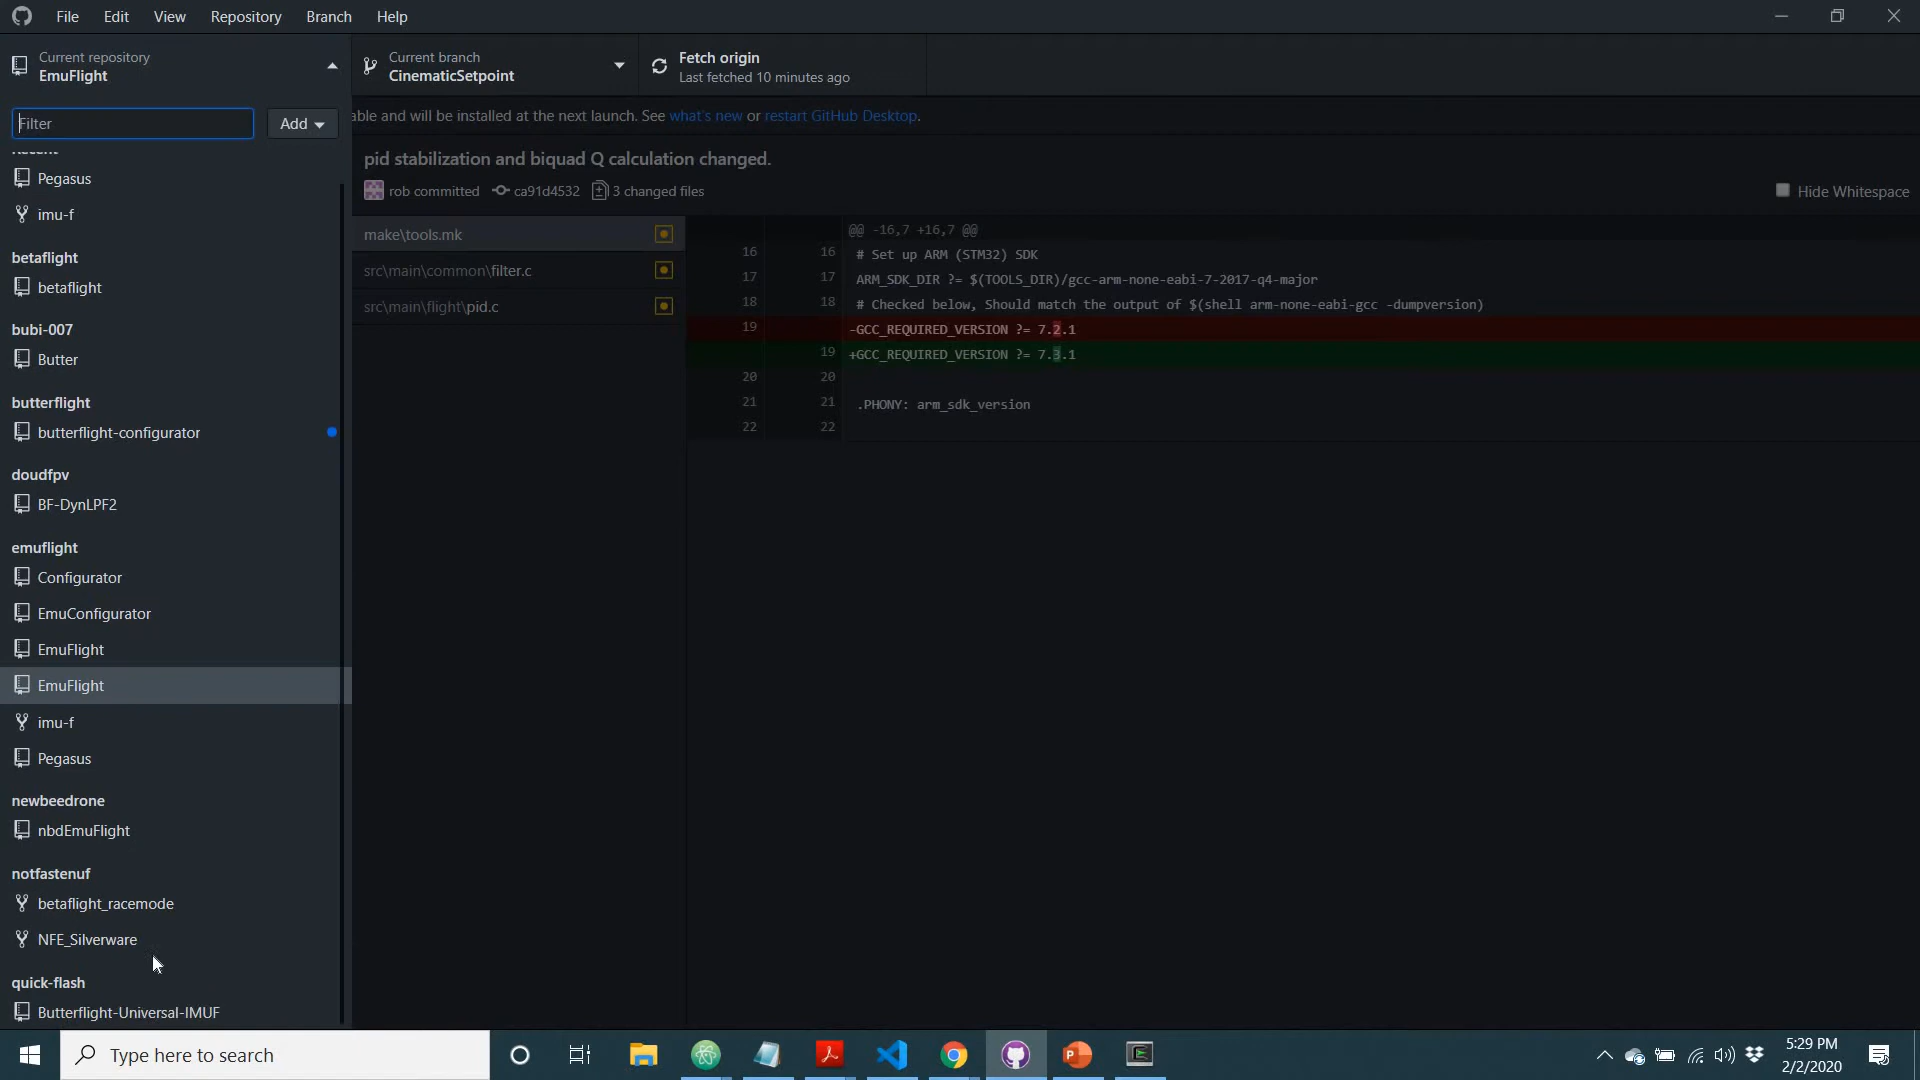 File Edit View Repository Branch Help
Current repository
EmuFlight
Current branch
CinematicSetpoint
Fetch origin
Last fetched 10 minutes ago
Filter
Add
able and will be installed at the next launch. See what's new or restart GitHub Desktop.
Recent
Pegasus
imu-f
betaflight
betaflight
bubi-007
Butter
butterflight
butterflight-configurator
doudfpv
BF-DynLPF2
emuflight
Configurator
EmuConfigurator
EmuFlight
EmuFlight
imu-f
Pegasus
newbeedrone
nbdEmuFlight
notfastenuf
betaflight_racemode
NFE_Silverware
quick-flash
Butterflight-Universal-IMUF
pid stabilization and biquad Q calculation changed.
rob committed ca91d4532 3 changed files
Hide Whitespace
make\tools.mk
src\main\common\filter.c
src\main\flight\pid.c
@@ -16,7 +16,7 @@
16 16 # Set up ARM (STM32) SDK
17 17 ARM_SDK_DIR ?= $(TOOLS_DIR)/gcc-arm-none-eabi-7-2017-q4-major
18 18 # Checked below, Should match the output of $(shell arm-none-eabi-gcc -dumpversion)
19 -GCC_REQUIRED_VERSION ?= 7.2.1
19 +GCC_REQUIRED_VERSION ?= 7.3.1
20 20
21 21 .PHONY: arm_sdk_version
22 22
Type here to search
5:29 PM
2/2/2020